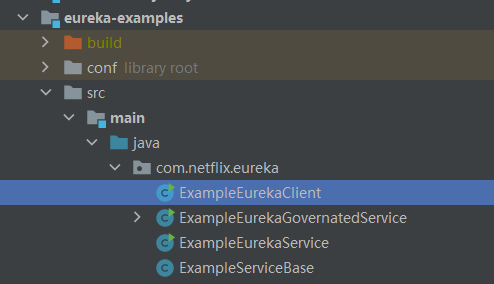 eureka-examples
build
conf library root
src
main
java
com.netflix.eureka
C ExampleEurekaClient
C ExampleEurekaGovernatedService
C ExampleEurekaService
C ExampleServiceBase